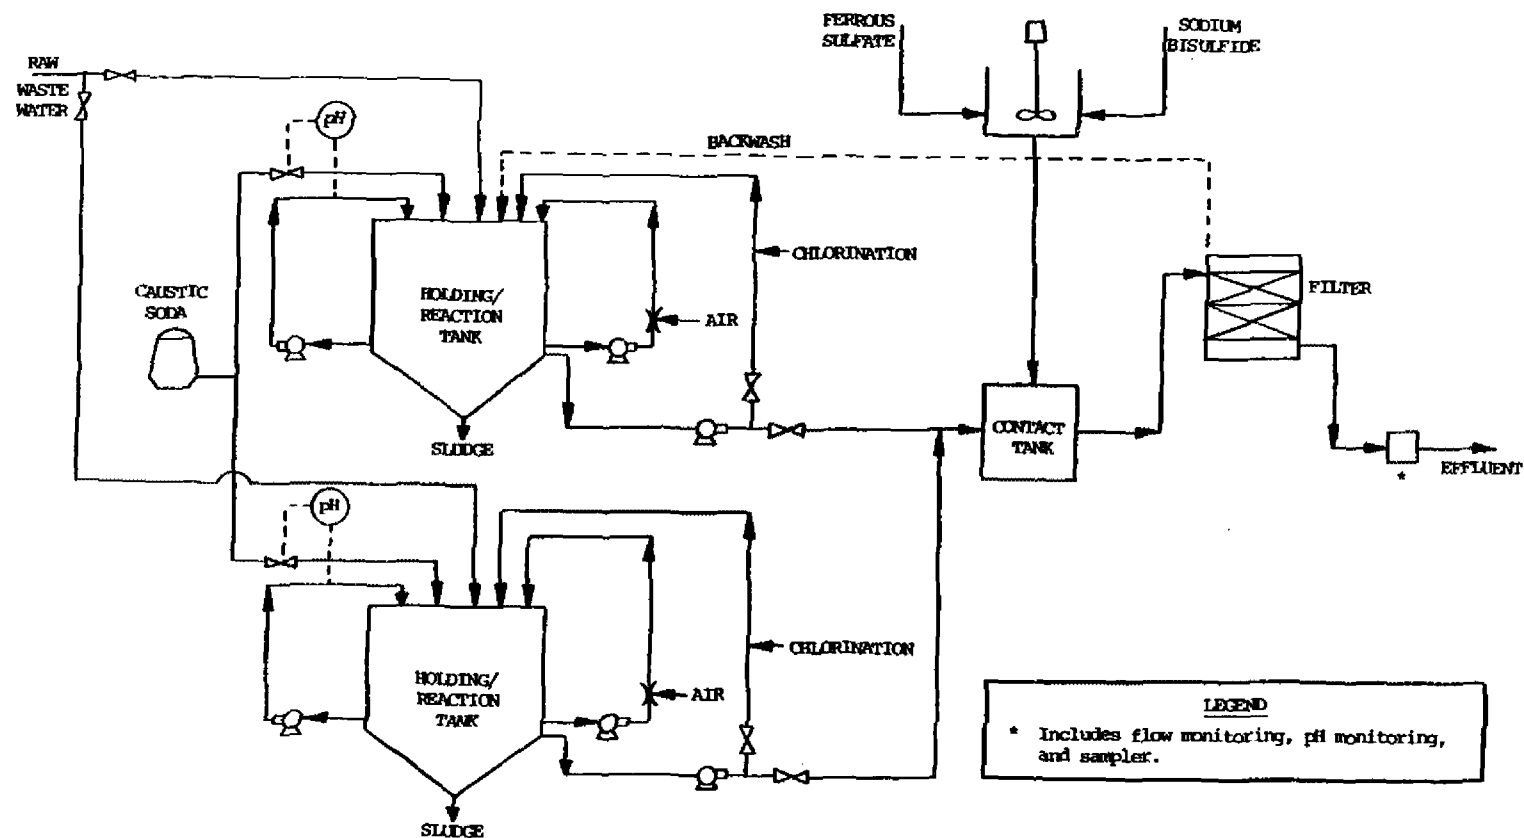 FERROUS
SULFATE
SODIUM
BISULFIDE
RAW
WASTE
WATER
pH
BACKWASH
CHLORINATION
CAUSTIC
SODA
HOLDING/
REACTION
TANK
AIR
FILTER
SLUDGE
CONTACT
TANK
EFFLUENT
*
pH
CHLORINATION
HOLDING/
REACTION
TANK
AIR
SLUDGE
LEGEND
* Includes flow monitoring, pH monitoring,
and sampler.